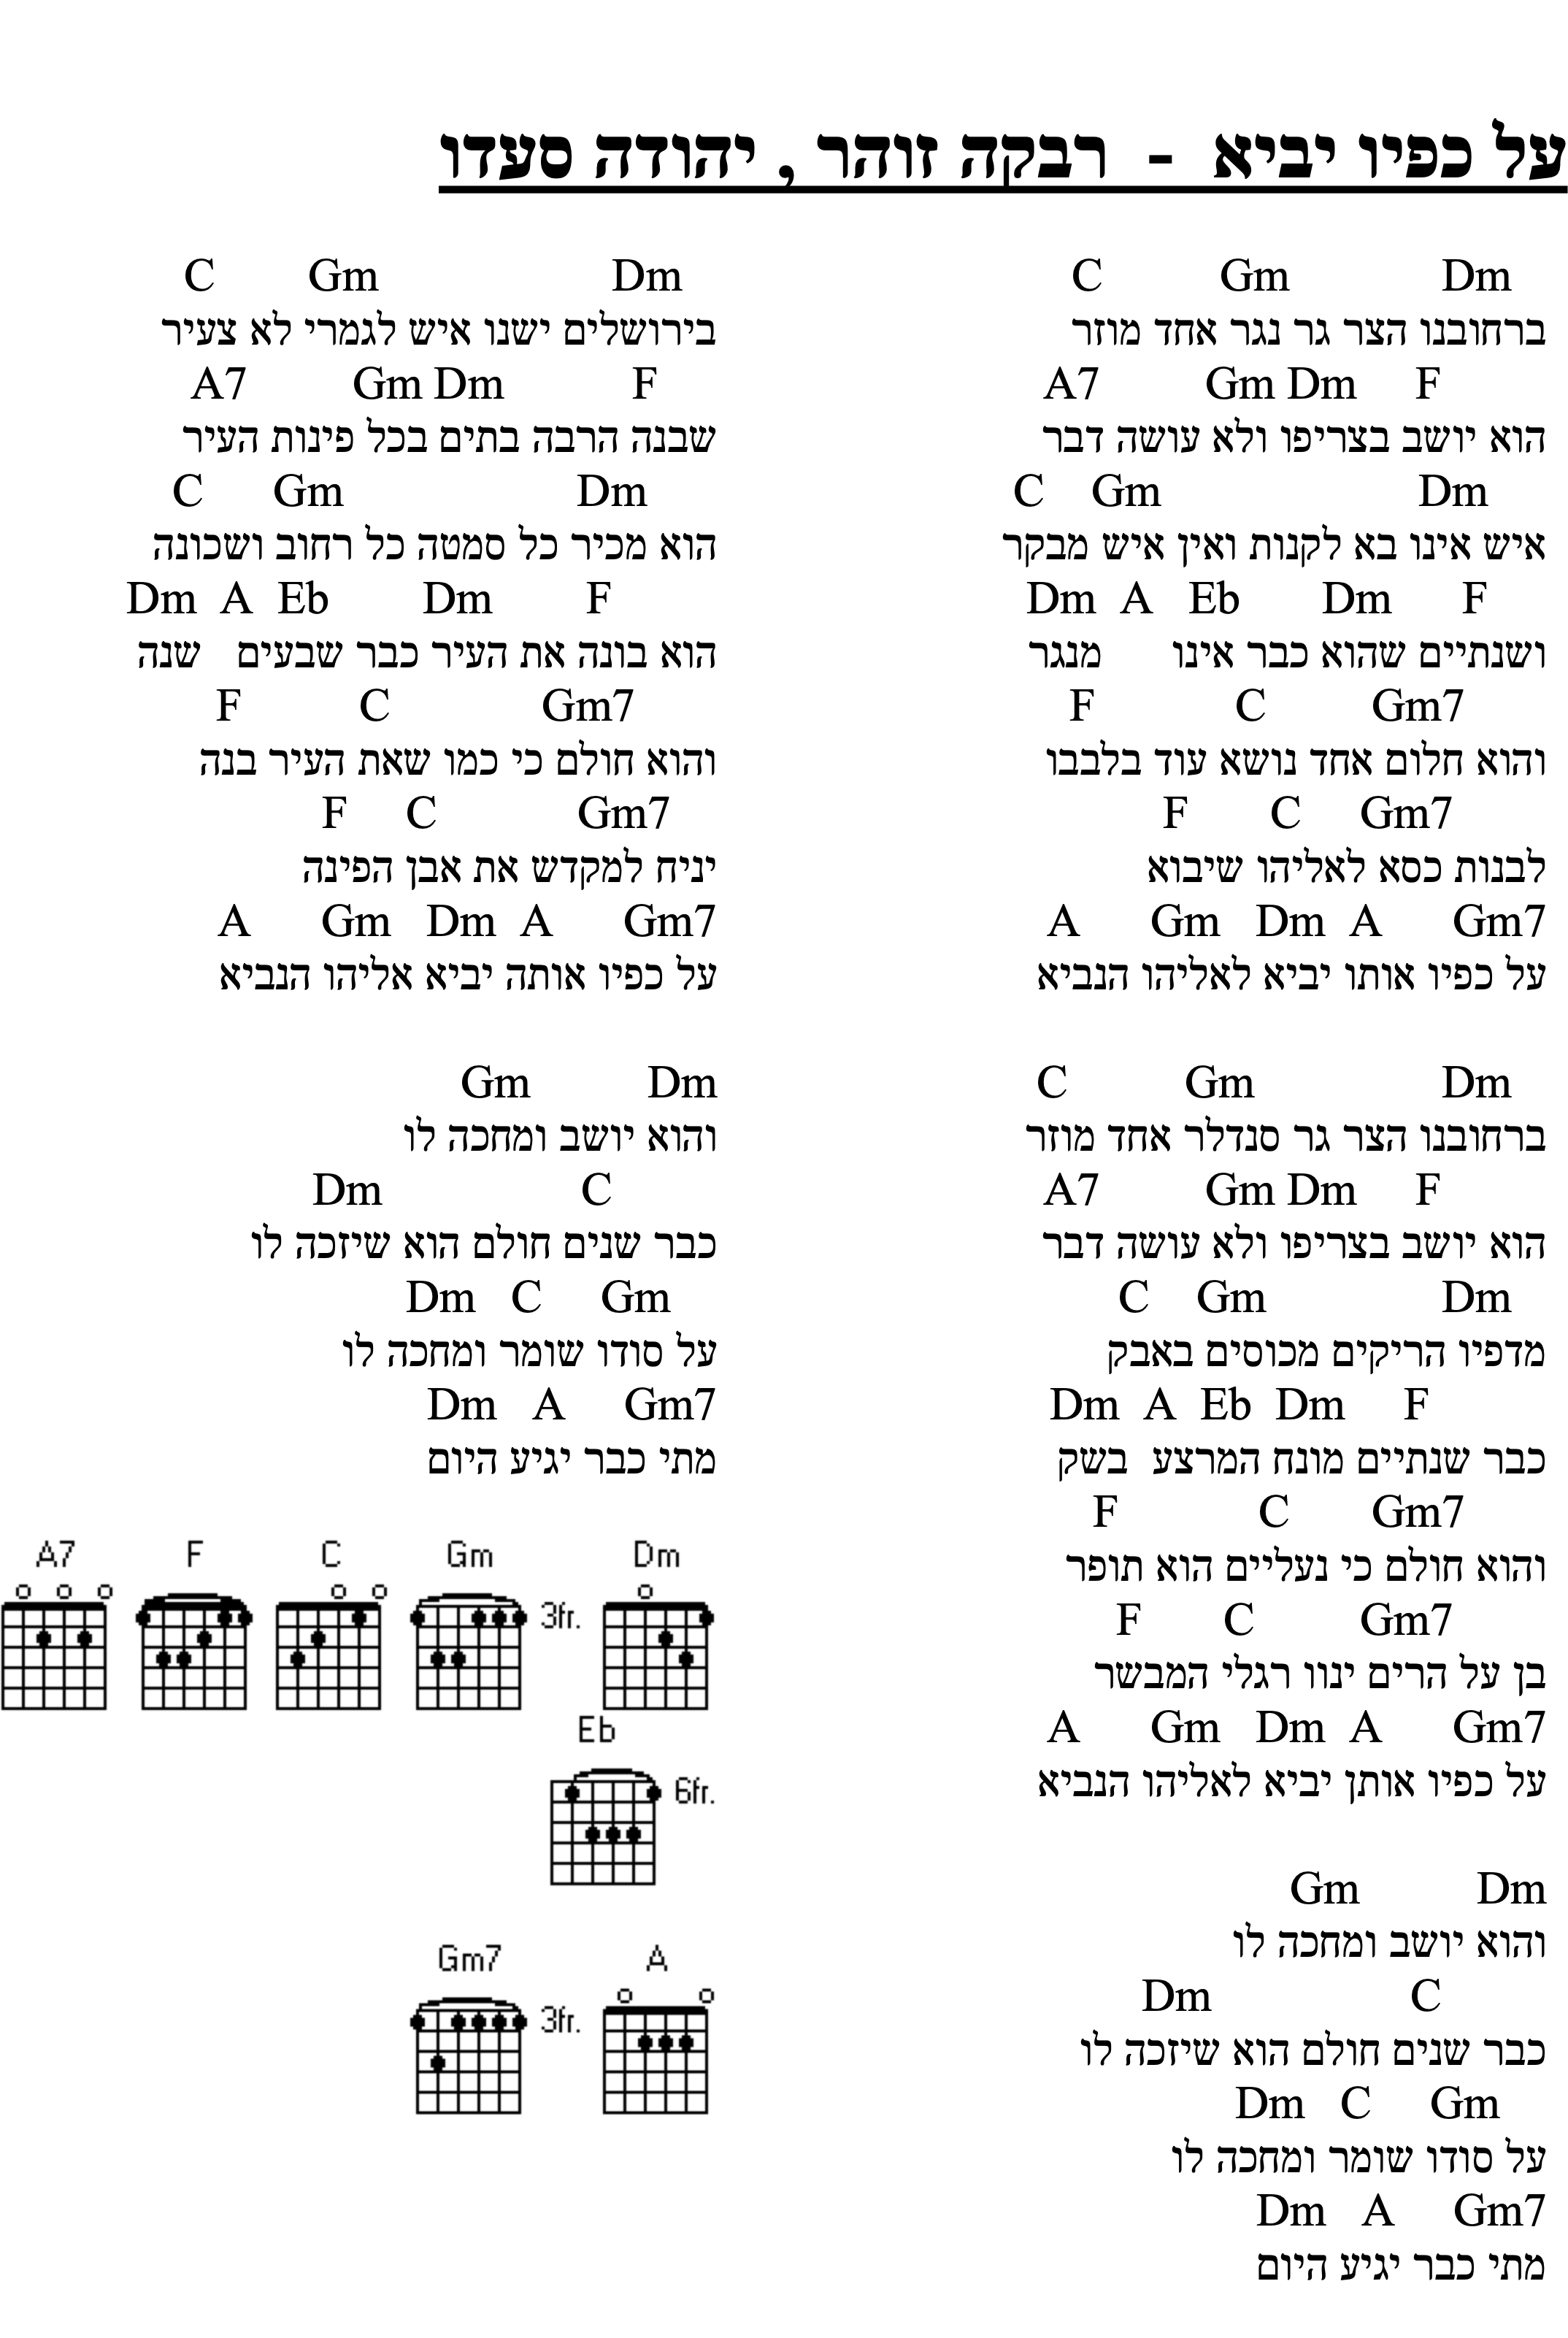 על כפיו יביא - רבקה זוהר , יהודה סעדו
C Gm Dm
ברחובנו הצר גר נגר אחד מוזר
A7 Gm Dm F
הוא יושב בצריפו ולא עושה דבר
C Gm Dm
איש אינו בא לקנות ואין איש מבקר
Dm A Eb Dm F
ושנתיים שהוא כבר אינו מנגר
F C Gm7
והוא חלום אחד נושא עוד בלבבו
F C Gm7
לבנות כסא לאליהו שיבוא
A Gm Dm A Gm7
על כפיו אותו יביא לאליהו הנביא
C Gm Dm
ברחובנו הצר גר סנדלר אחד מוזר
A7 Gm Dm F
הוא יושב בצריפו ולא עושה דבר
C Gm Dm
מדפיו הריקים מכוסים באבק
Dm A Eb Dm F
כבר שנתיים מונח המרצע בשק
F C Gm7
והוא חולם כי נעליים הוא תופר
F C Gm7
בן על הרים ינוו רגלי המבשר
A Gm Dm A Gm7
על כפיו אותן יביא לאליהו הנביא
Gm Dm
והוא יושב ומחכה לו
Dm C
כבר שנים חולם הוא שיזכה לו
Dm C Gm
על סודו שומר ומחכה לו
Dm A Gm7
מתי כבר יגיע היום
C Gm Dm
בירושלים ישנו איש לגמרי לא צעיר
A7 Gm Dm F
שבנה הרבה בתים בכל פינות העיר
C Gm Dm
הוא מכיר כל סמטה כל רחוב ושכונה
Dm A Eb Dm F
הוא בונה את העיר כבר שבעים שנה
F C Gm7
והוא חולם כי כמו שאת העיר בנה
F C Gm7
יניח למקדש את אבן הפינה
A Gm Dm A Gm7
על כפיו אותה יביא אליהו הנביא
Gm Dm
והוא יושב ומחכה לו
Dm C
כבר שנים חולם הוא שיזכה לו
Dm C Gm
על סודו שומר ומחכה לו
Dm A Gm7
מתי כבר יגיע היום
A7 F C Gm Dm
3fr.
Eb
6fr.
Gm7 A
3fr.